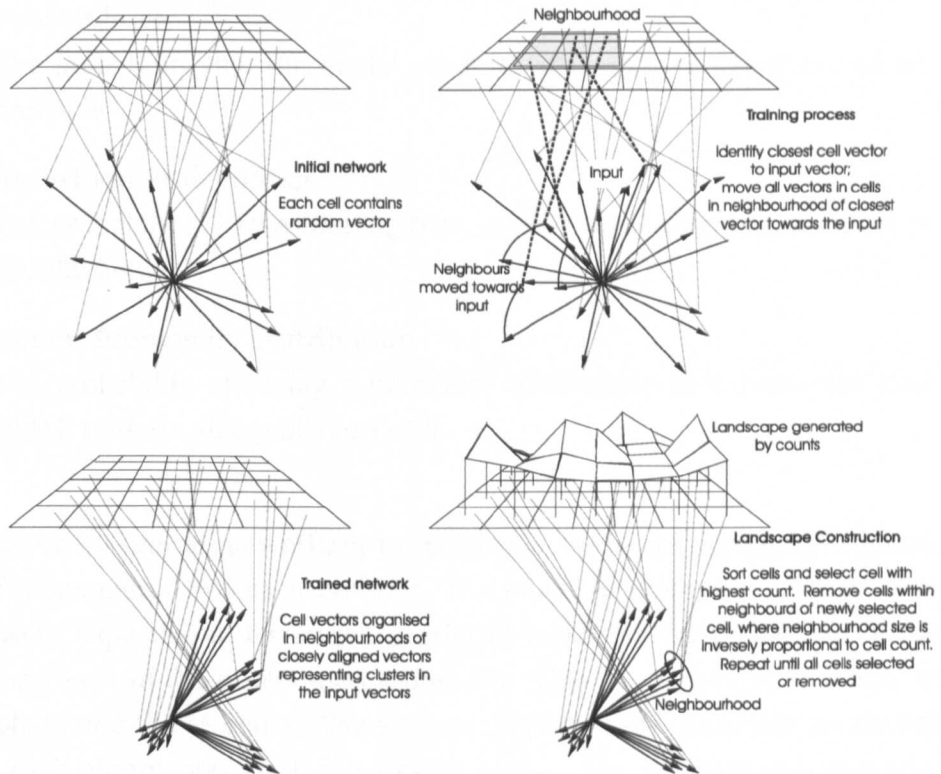 Neighbourhood
Initial network
Each cell contains
random vector
Training process
Identify closest cell vector
to input vector;
move all vectors in cells
in neighbourhood of closest
vector towards the input
Input
Neighbours
moved towards
input
Trained network
Cell vectors organised
in neighbourhoods of
closely aligned vectors
representing clusters in
the input vectors
Landscape generated
by counts
Landscape Construction
Sort cells and select cell with
highest count. Remove cells within
neighbourd of newly selected
cell, where neighbourhood size is
inversely proportional to cell count.
Repeat until all cells selected
or removed
Neighbourhood